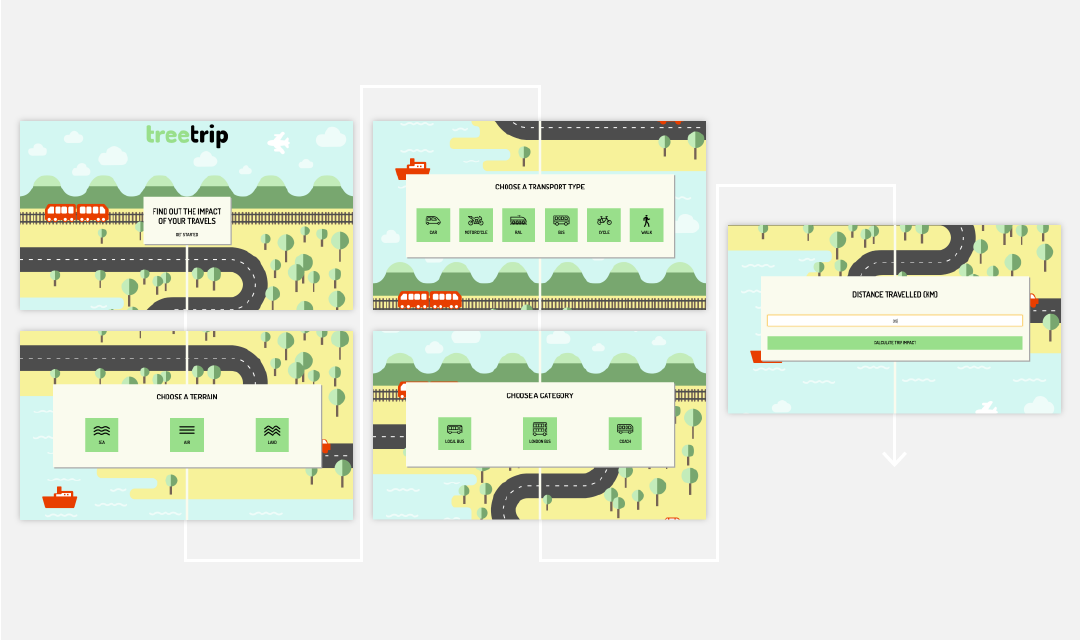 treetrip
FIND OUT THE IMPACT
OF YOUR TRAVELS
GET STARTED
CHOOSE A TERRAIN
SEA
AIR
LAND
CHOOSE A TRANSPORT TYPE
CAR
MOTORCYCLE
RAIL
BUS
CYCLE
WALK
CHOOSE A CATEGORY
LOCAL BUS
LONDON BUS
COACH
DISTANCE TRAVELLED (KM)
CALCULATE TRIP IMPACT